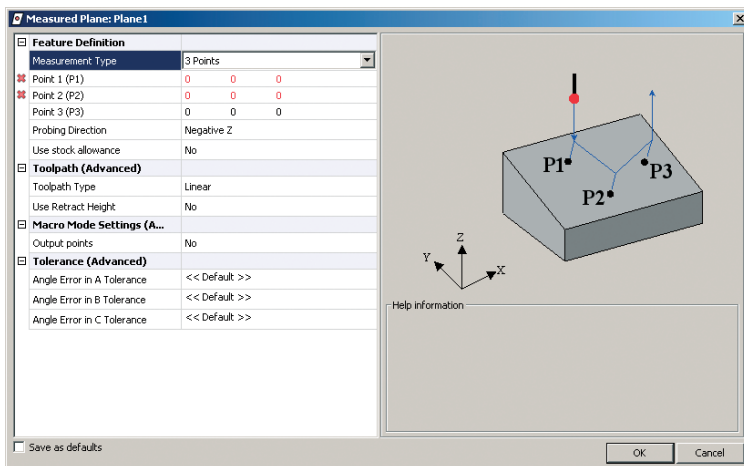 Measured Plane: Plane1
Feature Definition
Measurement Type 3 Points
Point 1 (P1) 0 0 0
Point 2 (P2) 0 0 0
Point 3 (P3) 0 0 0
Probing Direction Negative Z
Use stock allowance No
Toolpath (Advanced)
Toolpath Type Linear
Use Retract Height No
Macro Mode Settings (A...
Output points No
Tolerance (Advanced)
Angle Error in A Tolerance << Default >>
Angle Error in B Tolerance << Default >>
Angle Error in C Tolerance << Default >>
P1
P2
P3
Z
Y
X
Help information
Save as defaults
OK Cancel